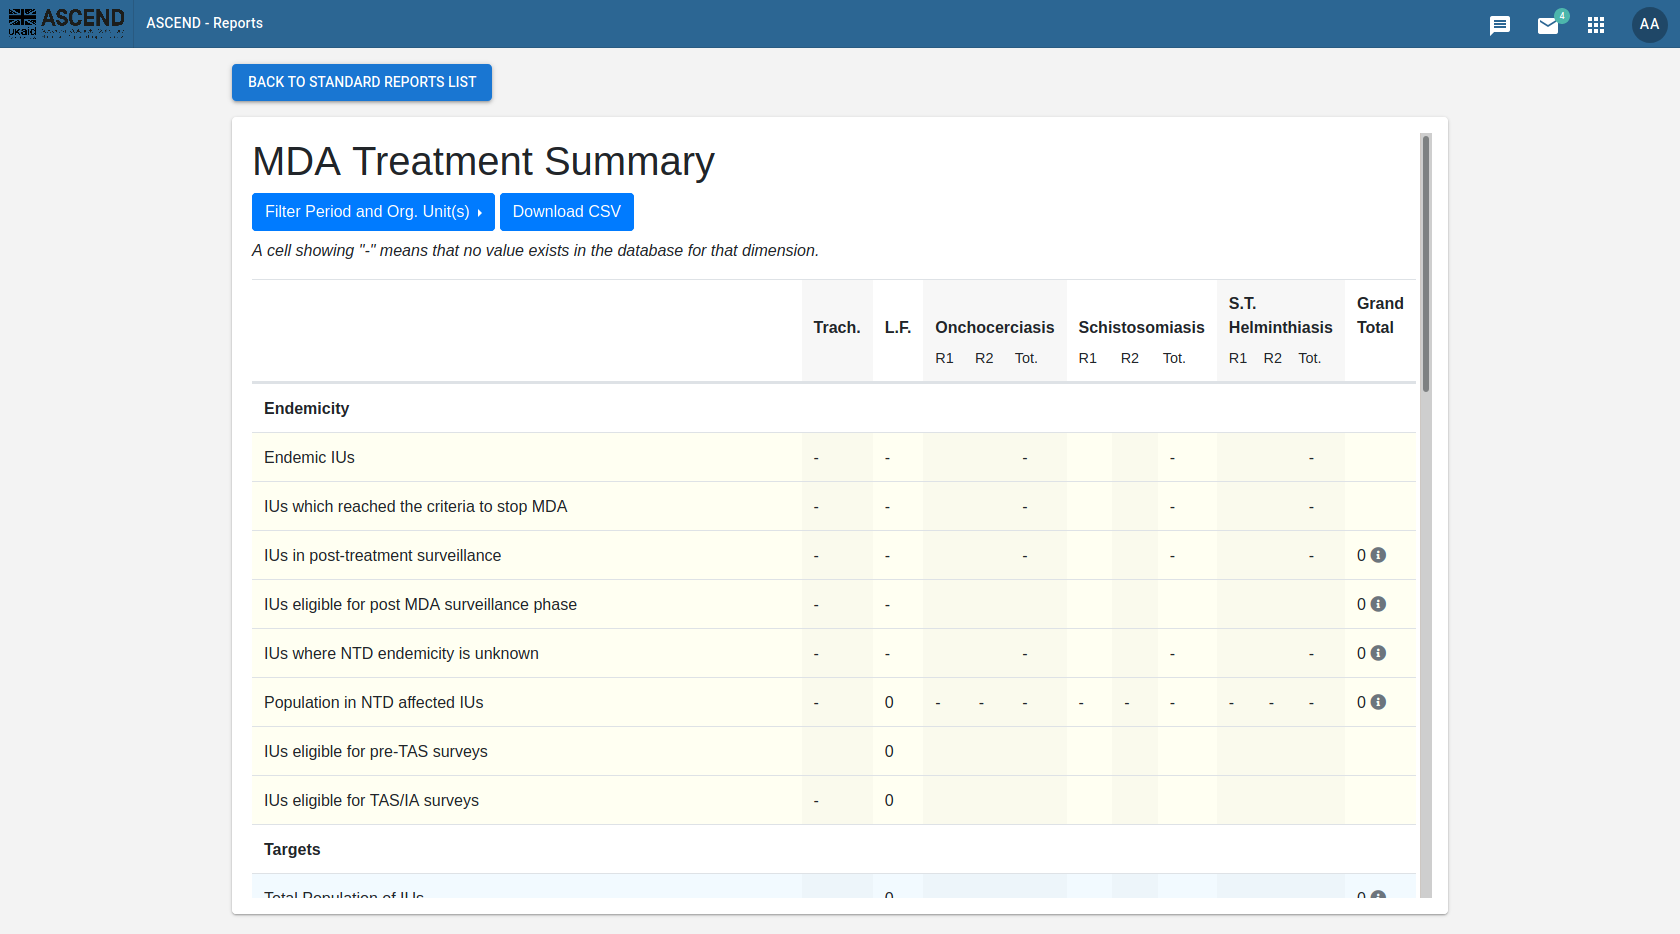 UKaid ASCEND
ASCEND - Reports
4
AA
BACK TO STANDARD REPORTS LIST
MDA Treatment Summary
Filter Period and Org. Unit(s)
Download CSV
A cell showing "-" means that no value exists in the database for that dimension.
Trach. L.F. Onchocerciasis Schistosomiasis S.T. Helminthiasis Grand Total
R1 R2 Tot. R1 R2 Tot. R1 R2 Tot.
Endemicity
Endemic IUs - - - - -
IUs which reached the criteria to stop MDA - - - - -
IUs in post-treatment surveillance - - - - - 0
IUs eligible for post MDA surveillance phase - - 0
IUs where NTD endemicity is unknown - - - - - 0
Population in NTD affected IUs - 0 - - - - - - - - - 0
IUs eligible for pre-TAS surveys 0
IUs eligible for TAS/IA surveys - 0
Targets
Total Population of IUs 0 0